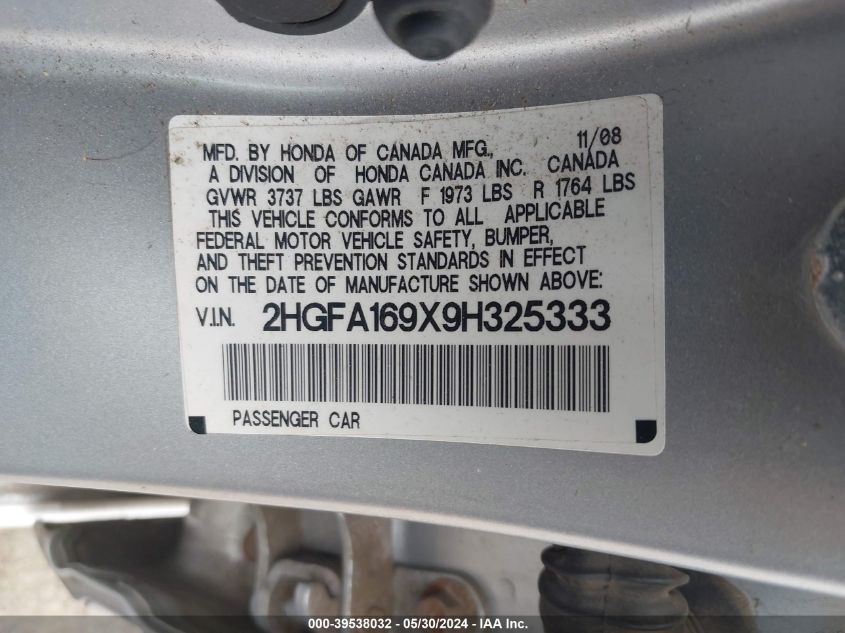 MFD. BY HONDA OF CANADA MFG., 11/08
A DIVISION OF HONDA CANADA INC. CANADA
GVWR 3737 LBS GAWR F 1973 LBS R 1764 LBS
THIS VEHICLE CONFORMS TO ALL APPLICABLE
FEDERAL MOTOR VEHICLE SAFETY, BUMPER,
AND THEFT PREVENTION STANDARDS IN EFFECT
ON THE DATE OF MANUFACTURE SHOWN ABOVE:
V.I.N. 2HGFA169X9H325333
PASSENGER CAR
000-39538032 - 05/30/2024 - IAA Inc.